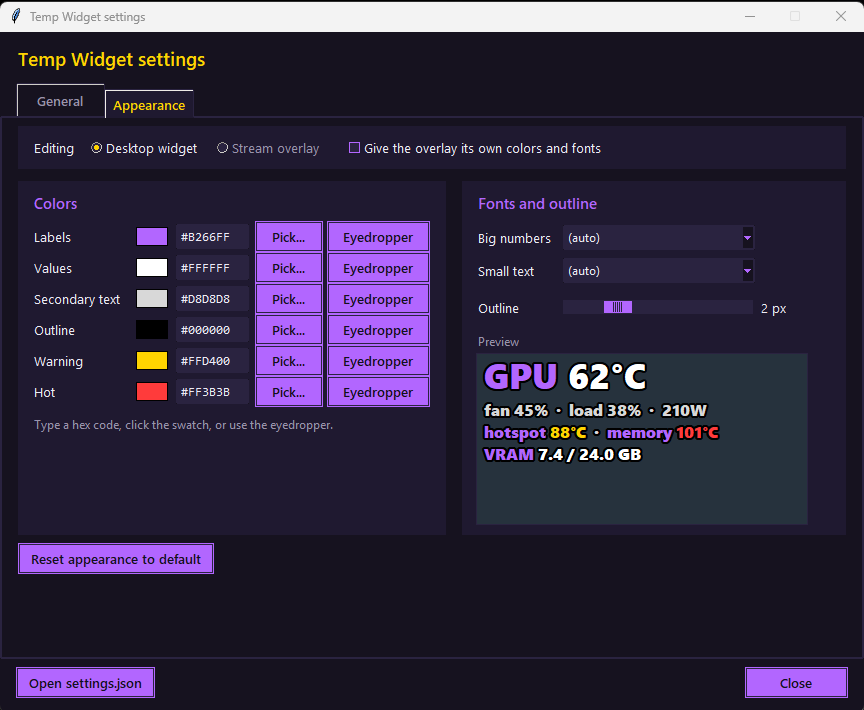 Temp Widget settings
Temp Widget settings
General Appearance
Editing Desktop widget Stream overlay Give the overlay its own colors and fonts
Colors
Labels #B266FF Pick... Eyedropper
Values #FFFFFF Pick... Eyedropper
Secondary text #D8D8D8 Pick... Eyedropper
Outline #000000 Pick... Eyedropper
Warning #FFD400 Pick... Eyedropper
Hot #FF3B3B Pick... Eyedropper
Type a hex code, click the swatch, or use the eyedropper.
Fonts and outline
Big numbers (auto)
Small text (auto)
Outline 2 px
Preview
GPU 62°C
fan 45% · load 38% · 210W
hotspot 88°C · memory 101°C
VRAM 7.4 / 24.0 GB
Reset appearance to default
Open settings.json Close